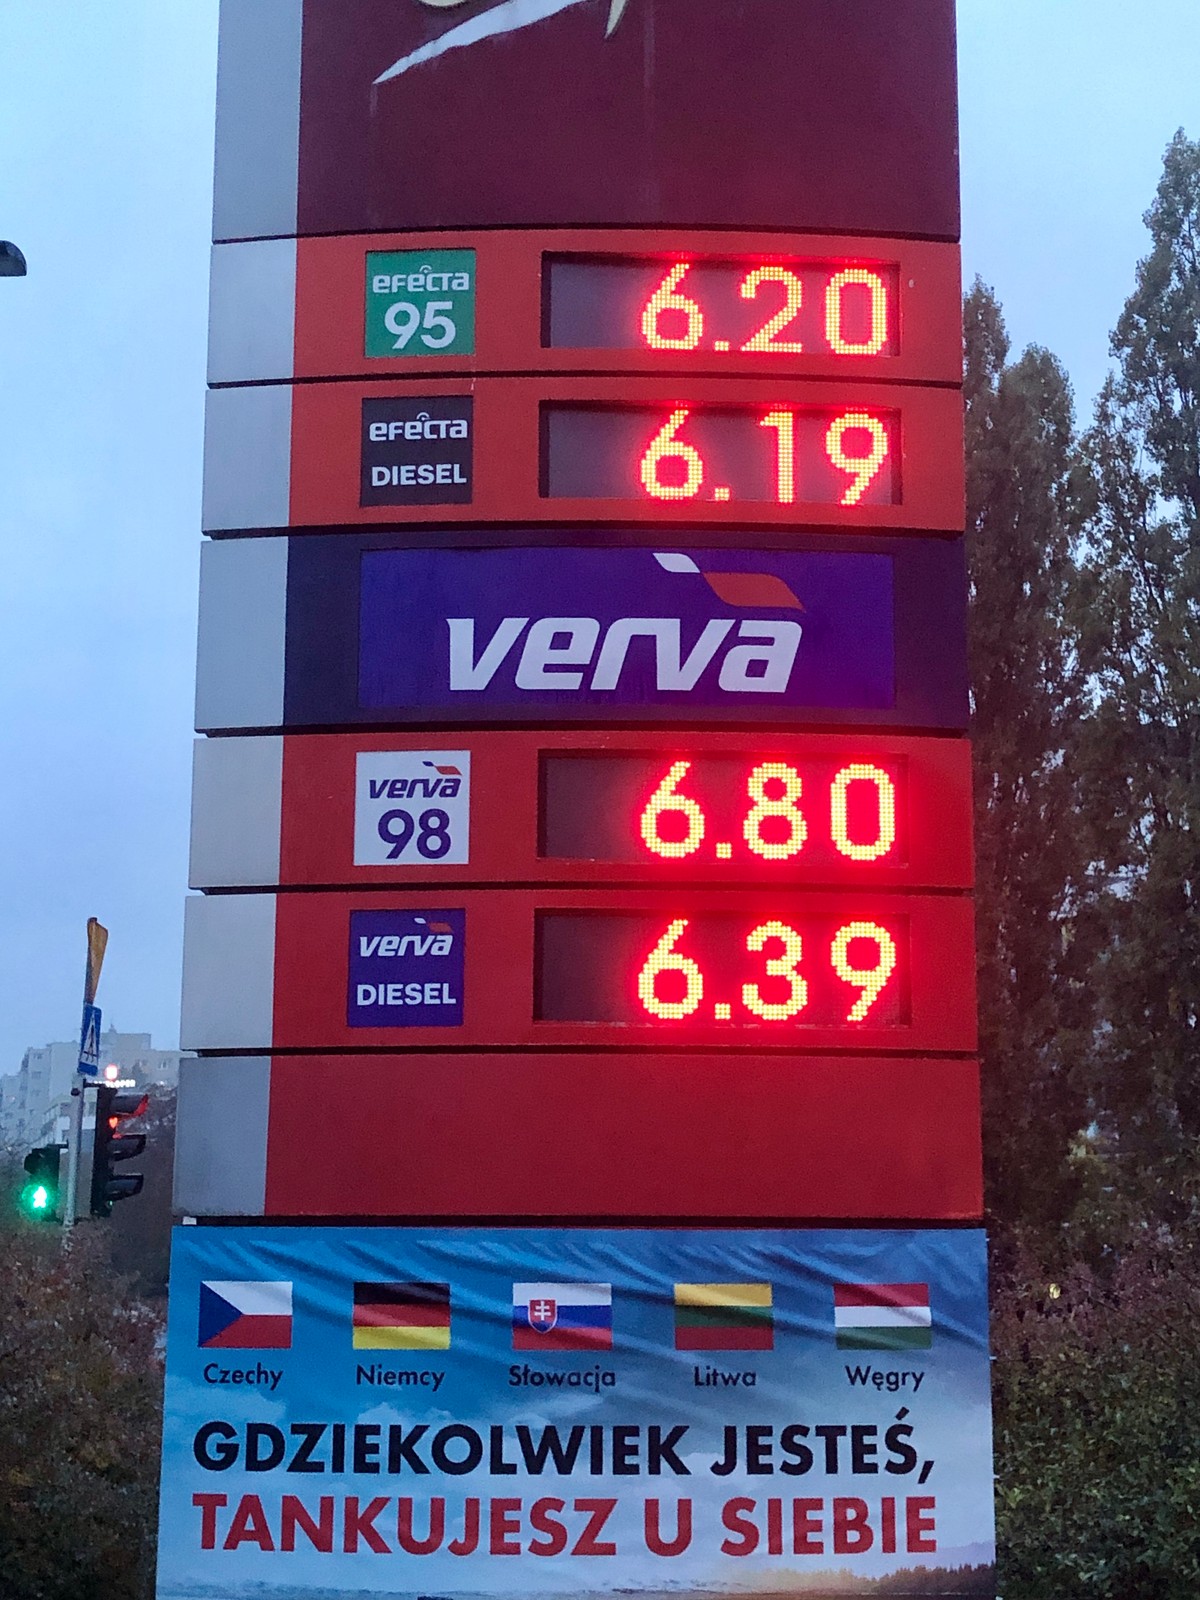 efecta
95
6.20
efecta
DIESEL
6.19
verva
verva
98
6.80
verva
DIESEL
6.39
Czechy Niemcy Słowacja Litwa Węgry
GDZIEKOLWIEK JESTEŚ,
TANKUJESZ U SIEBIE